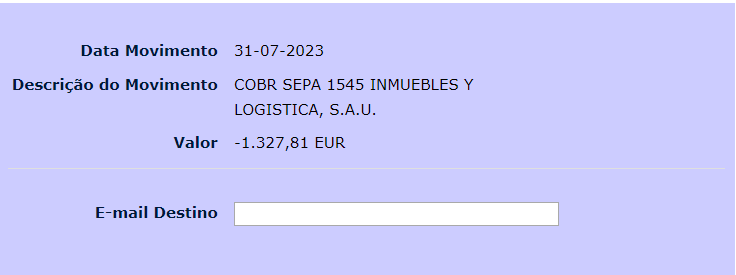 Data Movimento 31-07-2023
Descrição do Movimento COBR SEPA 1545 INMUEBLES Y
LOGISTICA, S.A.U.
Valor -1.327,81 EUR
E-mail Destino